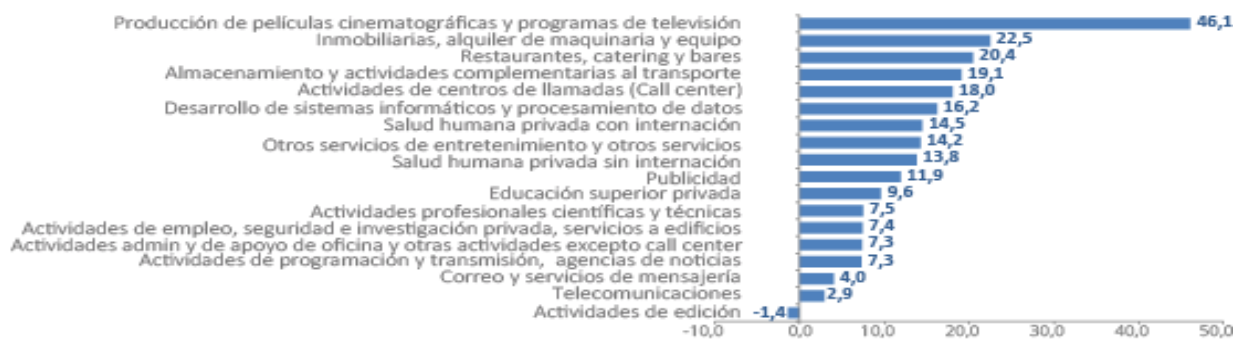 Producción de películas cinematográficas y programas de televisión 46,1
Inmobiliarias, alquiler de maquinaria y equipo 22,5
Restaurantes, catering y bares 20,4
Almacenamiento y actividades complementarias al transporte 19,1
Actividades de centros de llamadas (Call center) 18,0
Desarrollo de sistemas informáticos y procesamiento de datos 16,2
Salud humana privada con internación 14,5
Otros servicios de entretenimiento y otros servicios 14,2
Salud humana privada sin internación 13,8
Publicidad 11,9
Educación superior privada 9,6
Actividades profesionales científicas y técnicas 7,5
Actividades de empleo, seguridad e investigación privada, servicios a edificios 7,4
Actividades admin y de apoyo de oficina y otras actividades excepto call center 7,3
Actividades de programación y transmisión, agencias de noticias 7,3
Correo y servicios de mensajería 4,0
Telecomunicaciones 2,9
Actividades de edición -1,4
-10,0 0,0 10,0 20,0 30,0 40,0 50,0